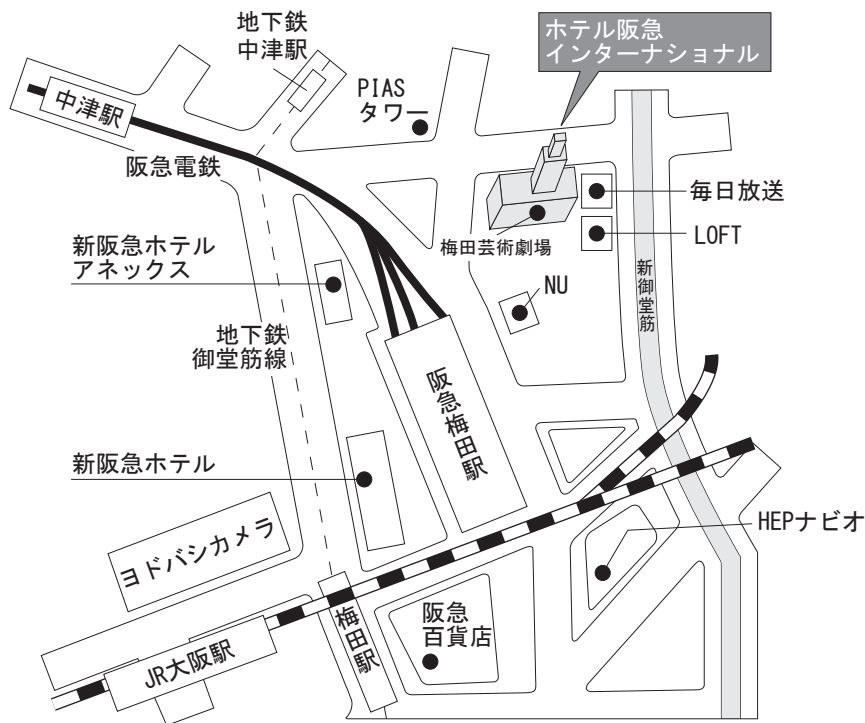 地下鉄
中津駅
ホテル阪急
インターナショナル
PIAS
タワー
中津駅
阪急電鉄
毎日放送
新阪急ホテル
アネックス
梅田芸術劇場
LOFT
新御堂筋
NU
地下鉄
御堂筋線
阪急梅田駅
新阪急ホテル
HEPナビオ
ヨドバシカメラ
梅田駅
阪急
百貨店
JR大阪駅